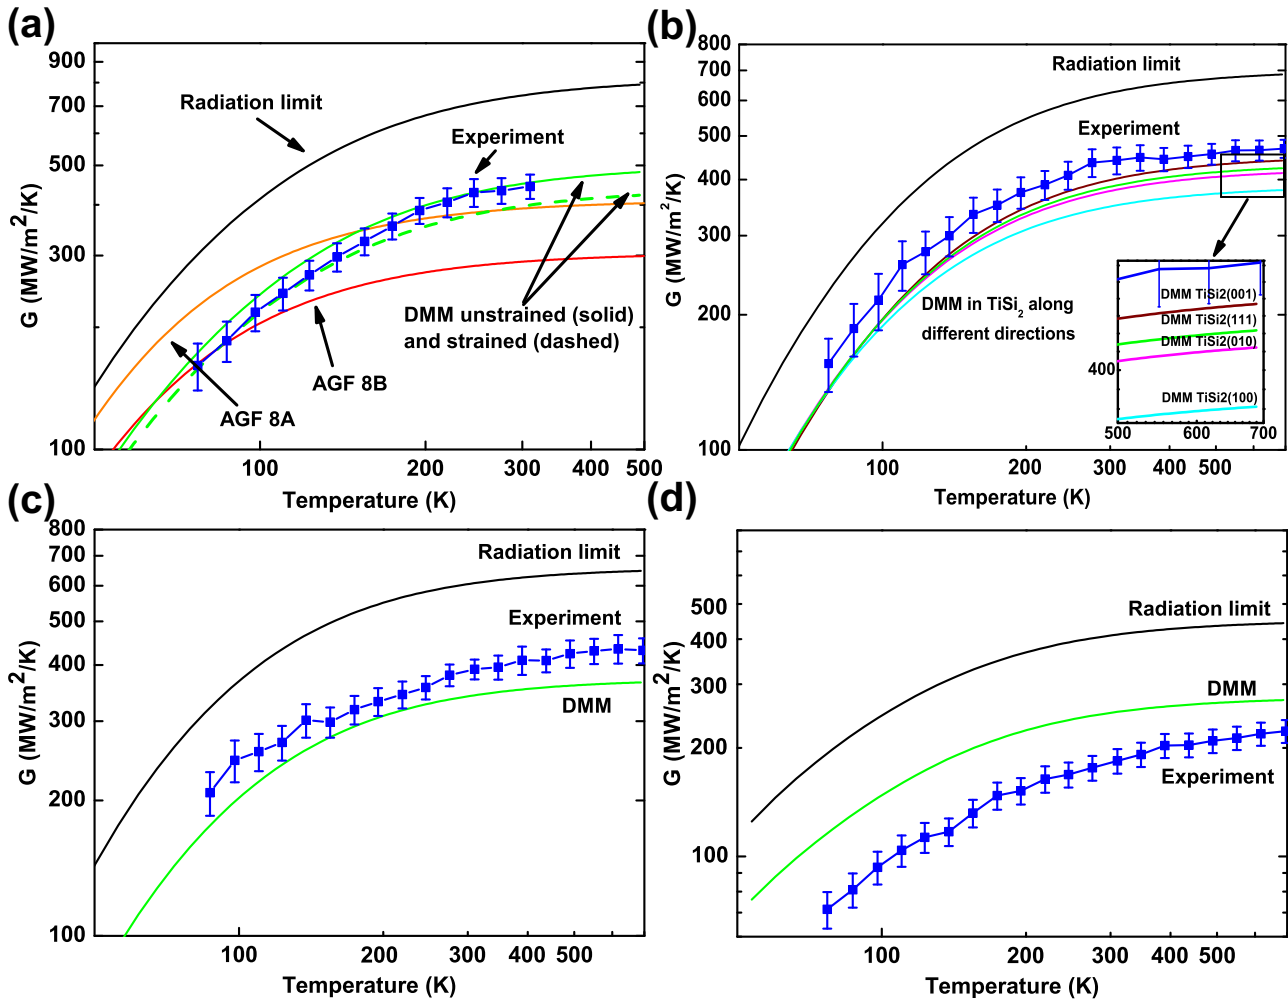 (a)
900
700
500
300
100
G (MW/m²/K)
Radiation limit
Experiment
DMM unstrained (solid)
and strained (dashed)
AGF 8B
AGF 8A
100
200
300
400
500
Temperature (K)
(b)
800
700
600
500
400
300
200
100
G (MW/m²/K)
Radiation limit
Experiment
DMM in TiSi₂ along
different directions
DMM TiSi2(001)
DMM TiSi2(111)
DMM TiSi2(010)
400
DMM TiSi2(100)
500
600
700
100
200
300
400
500
Temperature (K)
(c)
800
700
600
500
400
300
200
100
G (MW/m²/K)
Radiation limit
Experiment
DMM
100
200
300
400
500
Temperature (K)
(d)
500
400
300
200
100
G (MW/m²/K)
Radiation limit
DMM
Experiment
100
200
300
400
500
Temperature (K)